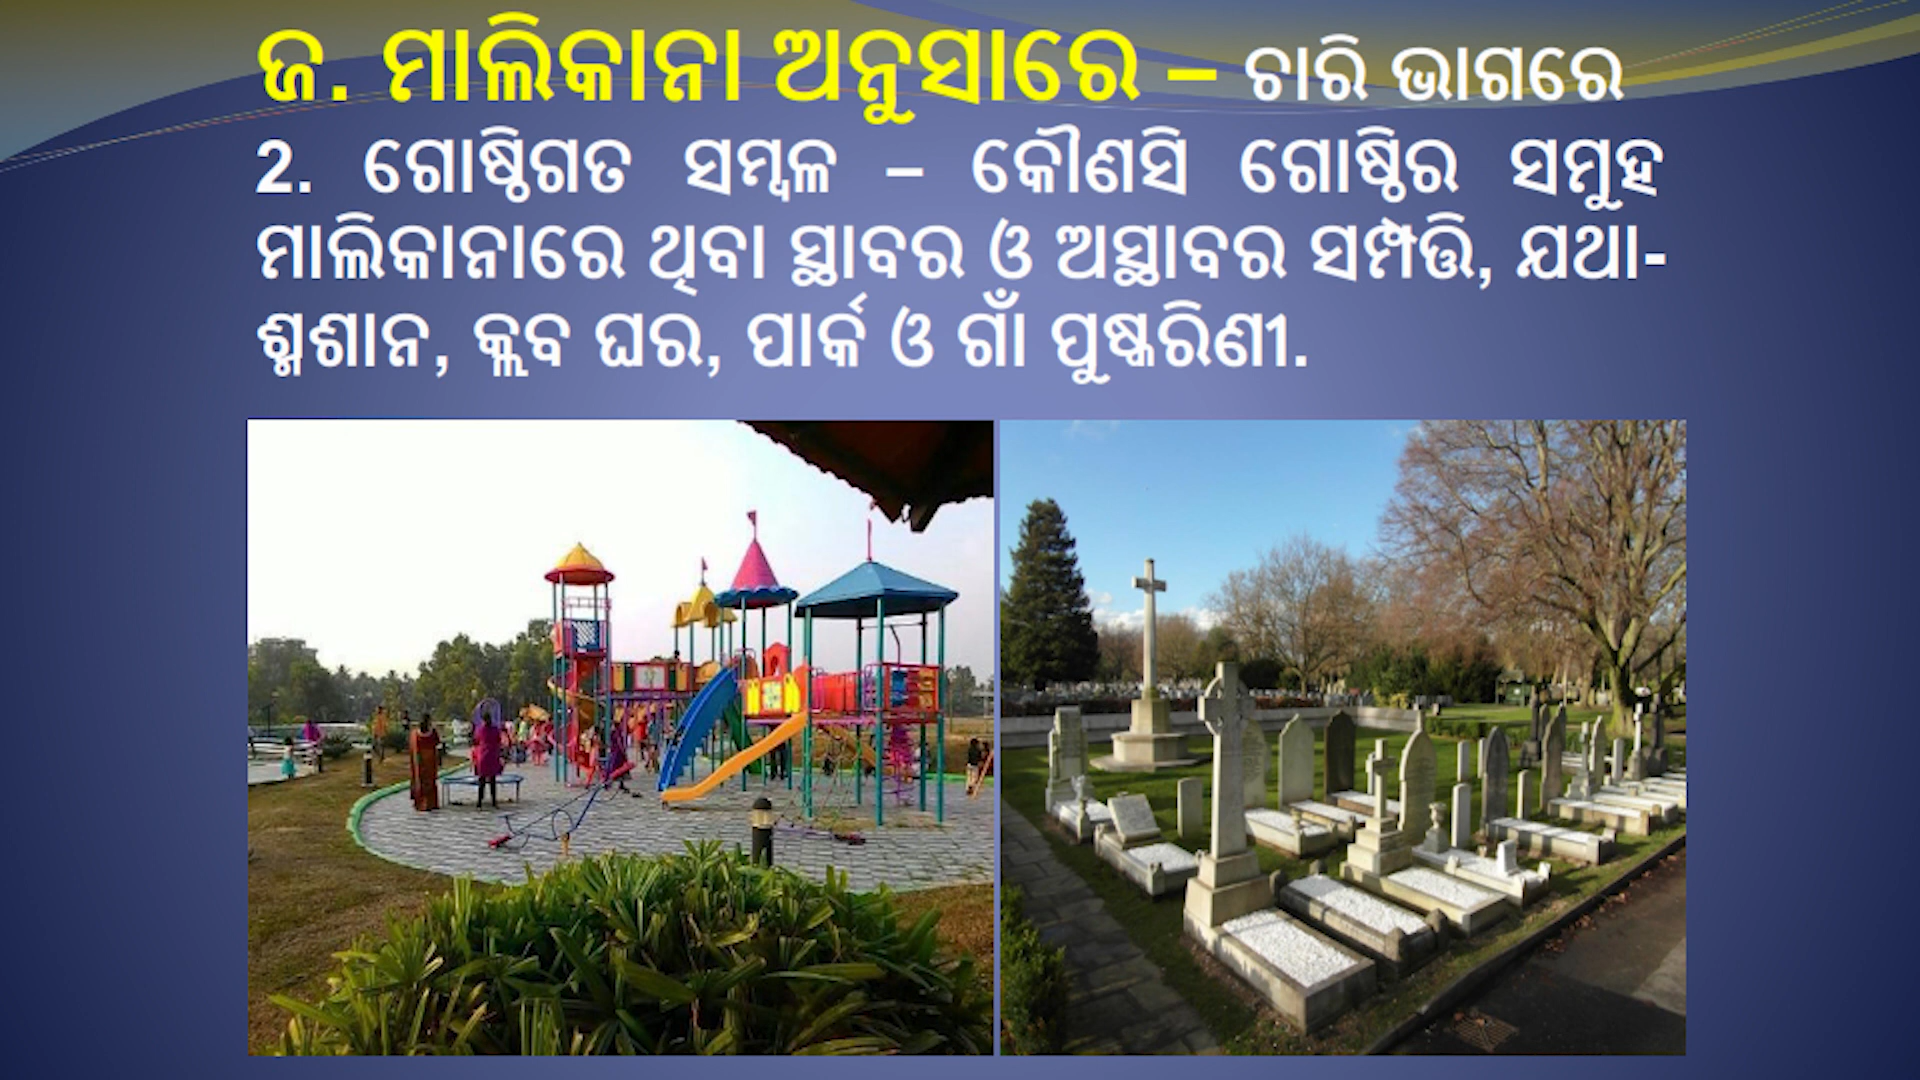 ଜ. ମାଲିକାନା ଅନୁସାରେ – ଚାରି ଭାଗରେ
2. ଗୋଷ୍ଠିଗତ ସମ୍ବଳ – କୌଣସି ଗୋଷ୍ଠିର ସମୁହ
ମାଲିକାନାରେ ଥିବା ସ୍ଥାବର ଓ ଅସ୍ଥାବର ସମ୍ପତ୍ତି, ଯଥା-
ଶ୍ମଶାନ, କ୍ଲବ ଘର, ପାର୍କ ଓ ଗାଁ ପୁଷ୍କରିଣୀ.